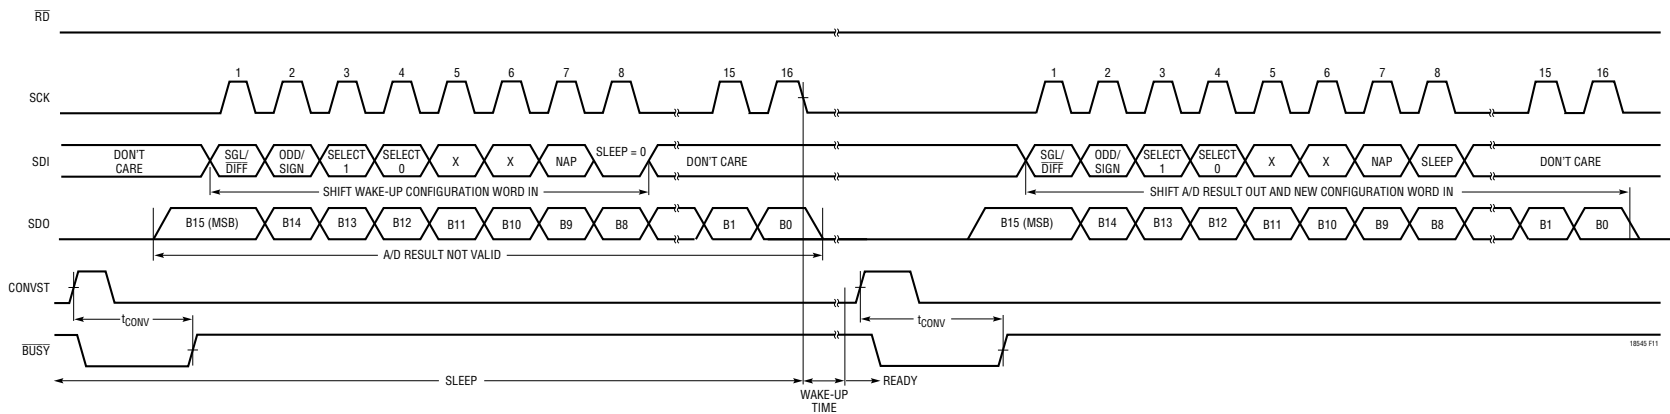 RD
1 2 3 4 5 6 7 8 15 16 1 2 3 4 5 6 7 8 15 16
SCK
SDI
DON'T
CARE
SGL/
DIFF
ODD/
SIGN
SELECT
1
SELECT
0
X
X
NAP
SLEEP = 0
DON'T CARE
SGL/
DIFF
ODD/
SIGN
SELECT
1
SELECT
0
X
X
NAP
SLEEP
DON'T CARE
SHIFT WAKE-UP CONFIGURATION WORD IN
SHIFT A/D RESULT OUT AND NEW CONFIGURATION WORD IN
SDO
B15 (MSB) B14 B13 B12 B11 B10 B9 B8 B1 B0
B15 (MSB) B14 B13 B12 B11 B10 B9 B8 B1 B0
A/D RESULT NOT VALID
CONVST
tCONV
tCONV
BUSY
18545 F11
SLEEP
WAKE-UP
TIME
READY